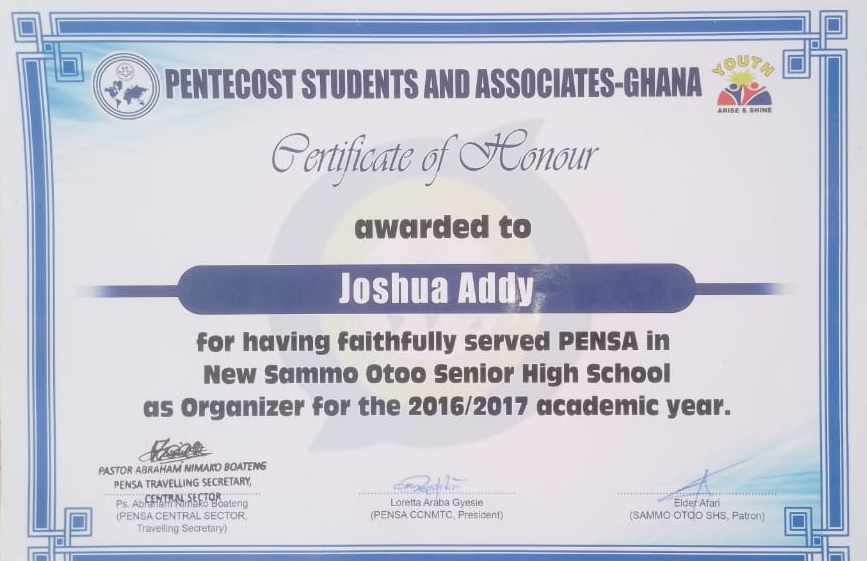 PENTECOST STUDENTS AND ASSOCIATES-GHANA
YOUTH
ARISE & SHINE
Certificate of Honour
awarded to
Joshua Addy
for having faithfully served PENSA in
New Sammo Otoo Senior High School
as Organizer for the 2016/2017 academic year.
PASTOR ABRAHAM NIMAKO BOATENG
PENSA TRAVELLING SECRETARY,
CENTRAL SECTOR
Ps. Abraham Nimako Boateng
(PENSA CENTRAL SECTOR,
Travelling Secretary)
Loretta Araba Gyesie
(PENSA CCNMTC, President)
Elder Afari
(SAMMO OTOO SHS, Patron)